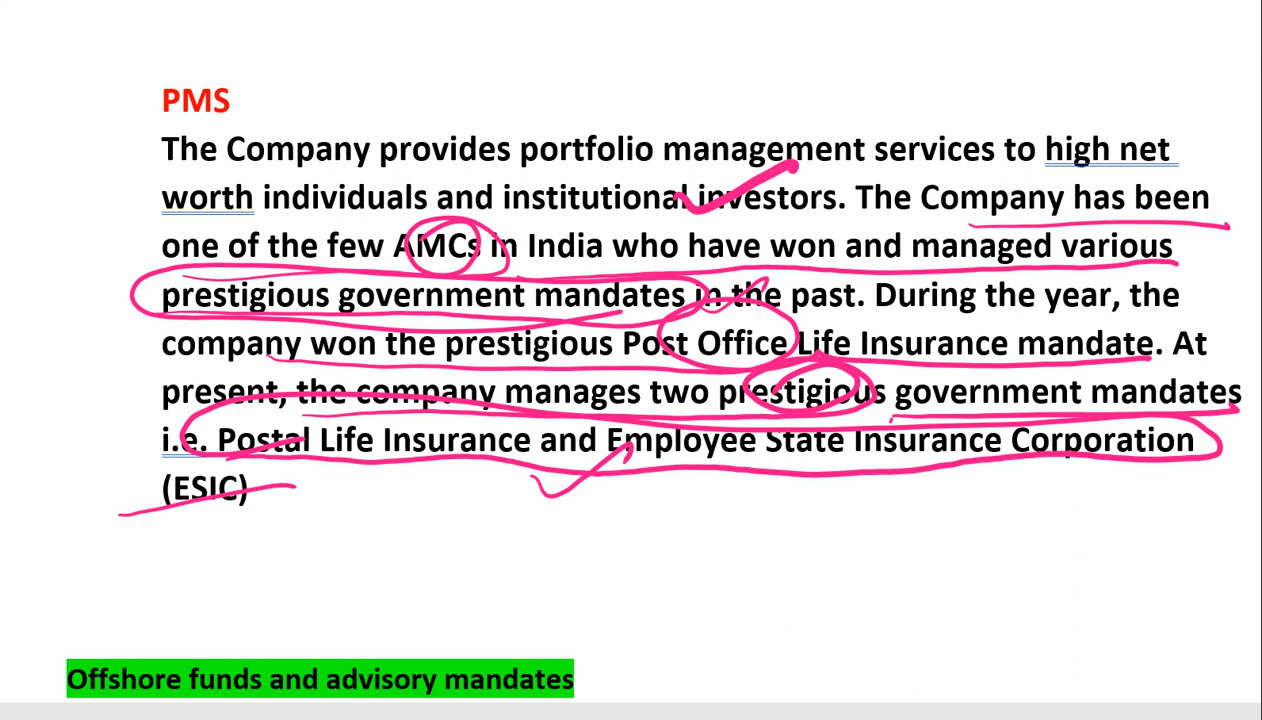 PMS
The Company provides portfolio management services to high net
worth individuals and institutional investors. The Company has been
one of the few AMCs in India who have won and managed various
prestigious government mandates in the past. During the year, the
company won the prestigious Post Office Life Insurance mandate. At
present, the company manages two prestigious government mandates
i.e. Postal Life Insurance and Employee State Insurance Corporation
(ESIC)
Offshore funds and advisory mandates